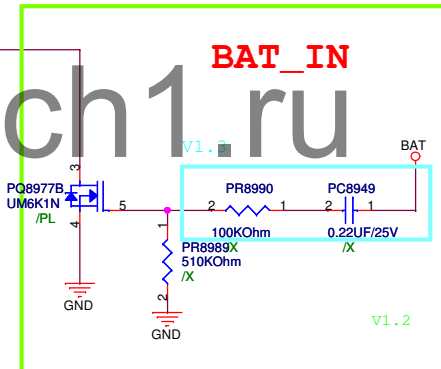 BAT_IN
ch1.ru
V1.3
BAT
3
PQ8977B
UM6K1N
/PL
5
4
PR8990
2 1
100KOhm
/X
PC8949
2 1
0.22UF/25V
/X
1
PR8989
510KOhm
/X
2
GND
GND
V1.2